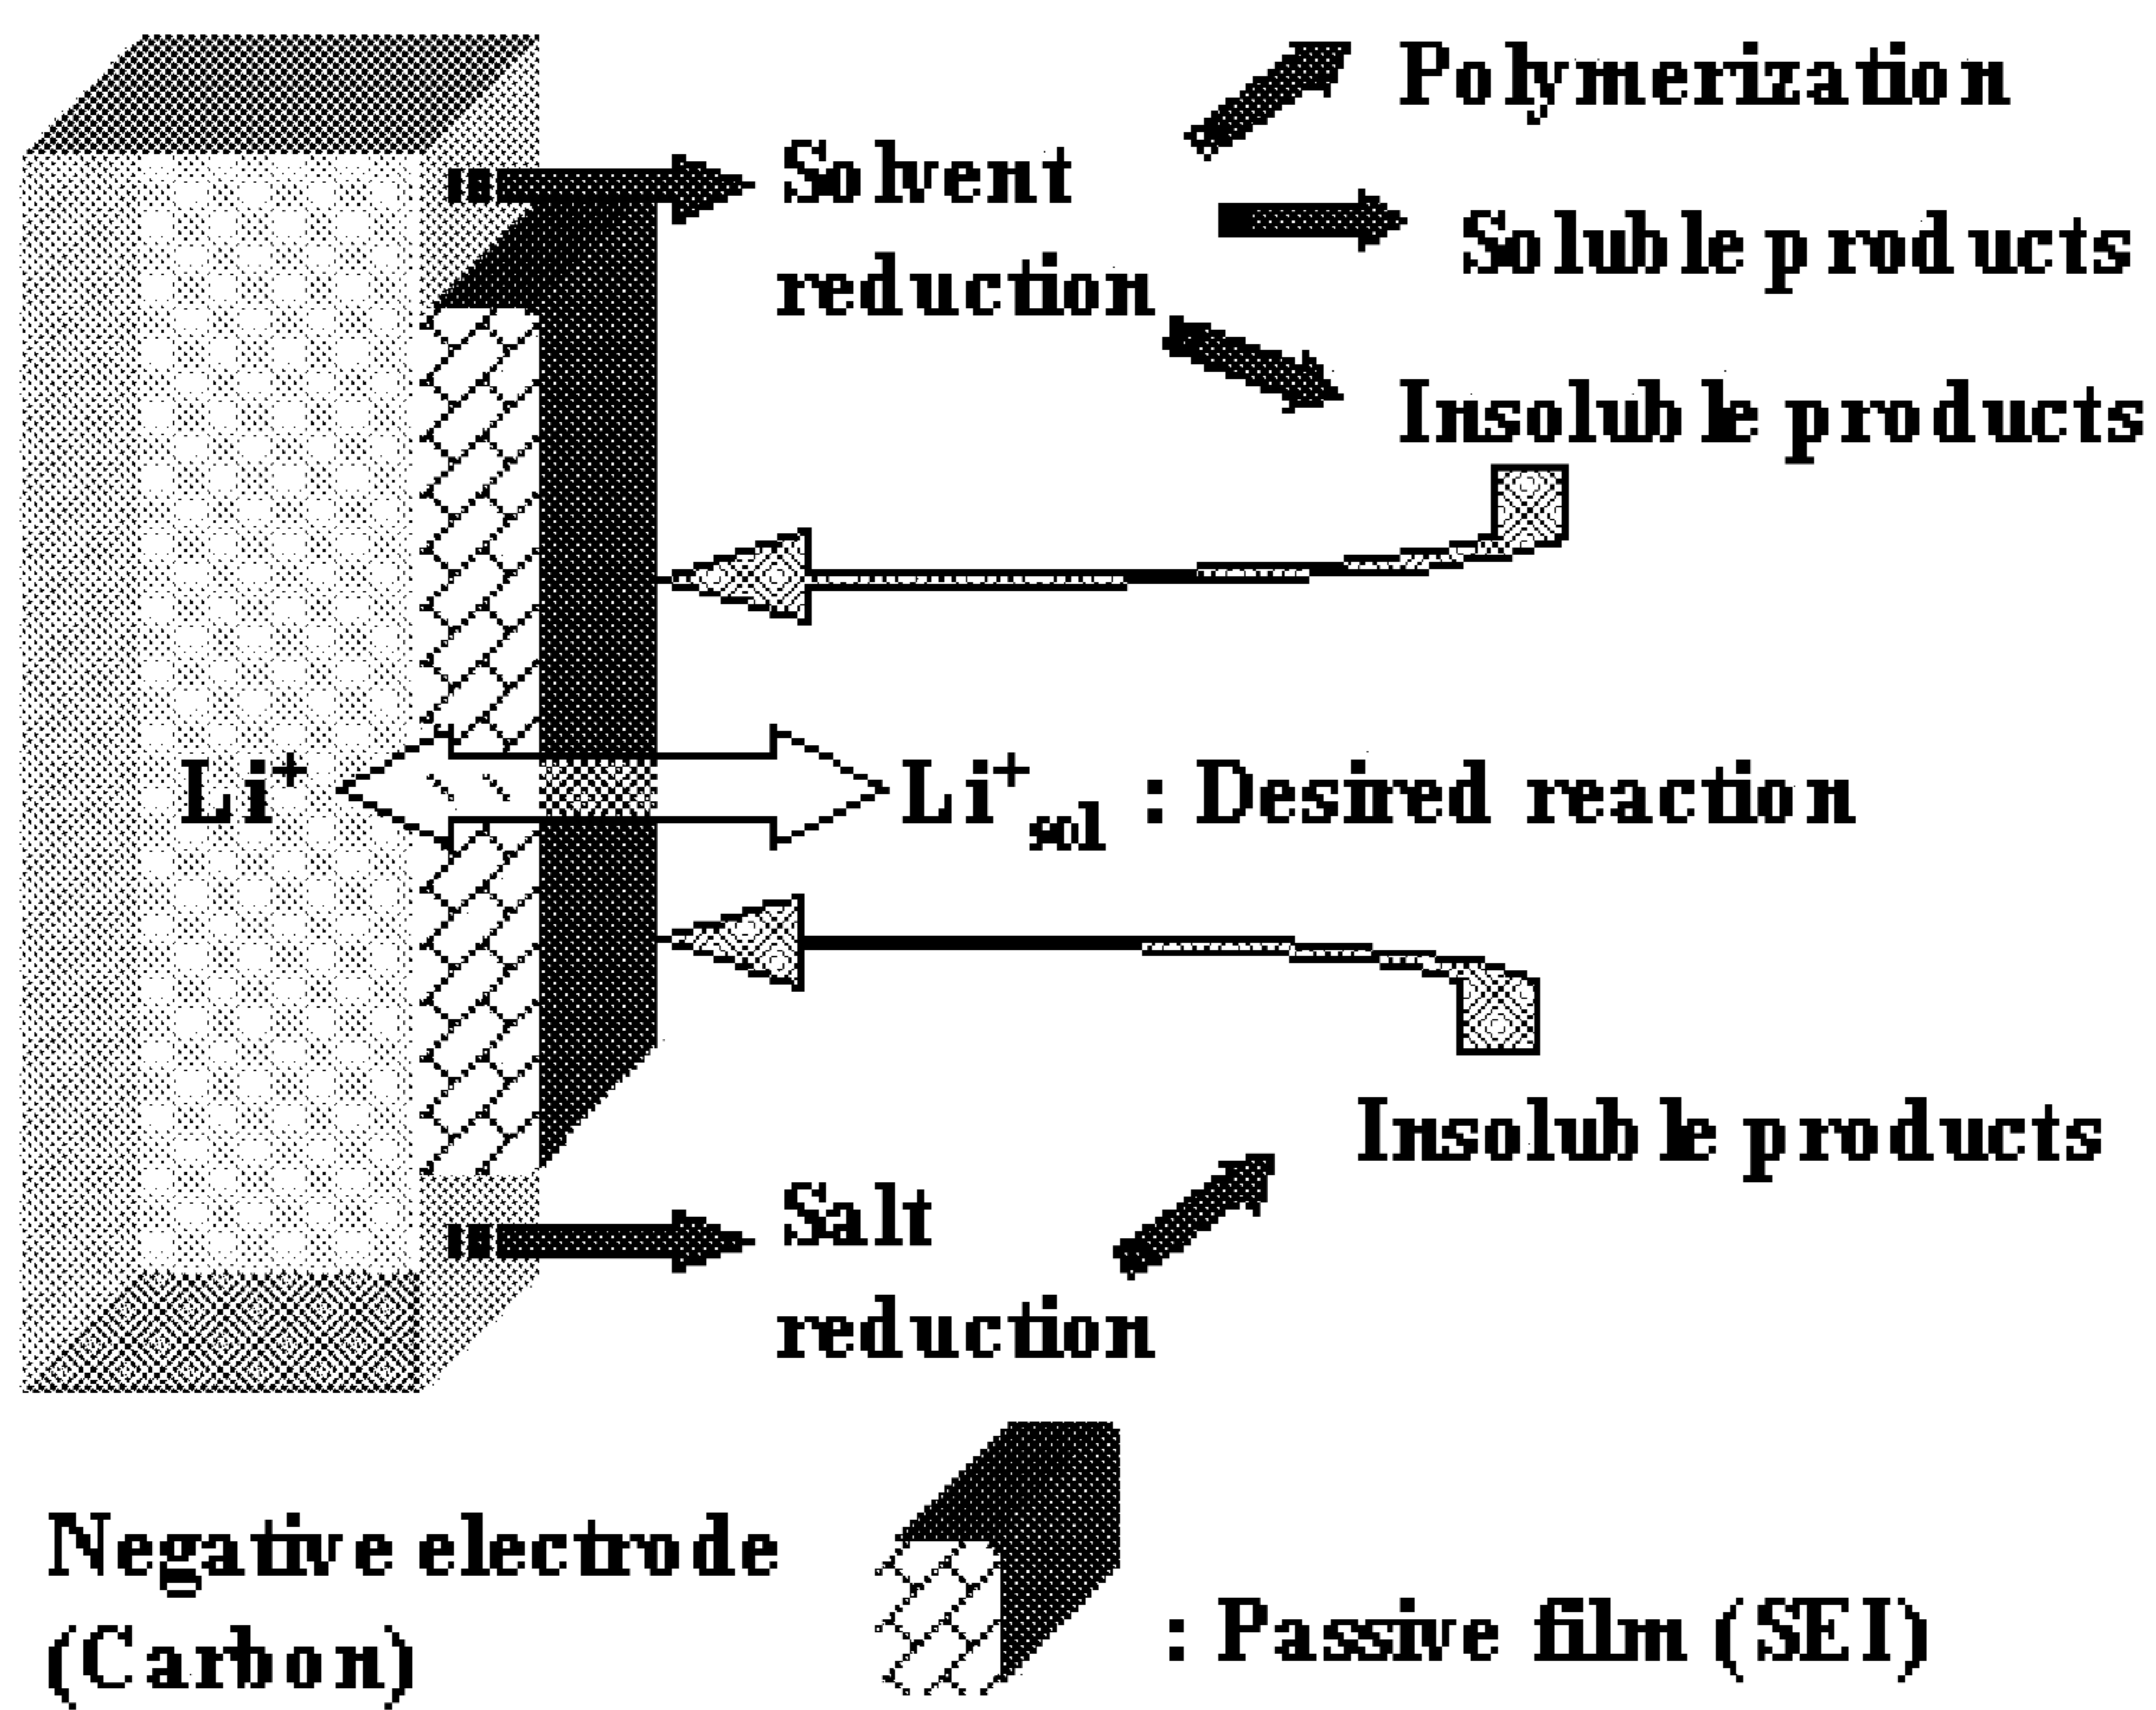 Polymerization
Solvent
reduction
Soluble products
Insoluble products
Li⁺
Li⁺sol : Desired reaction
Insoluble products
Salt
reduction
Negative electrode
(Carbon)
: Passive film (SEI)